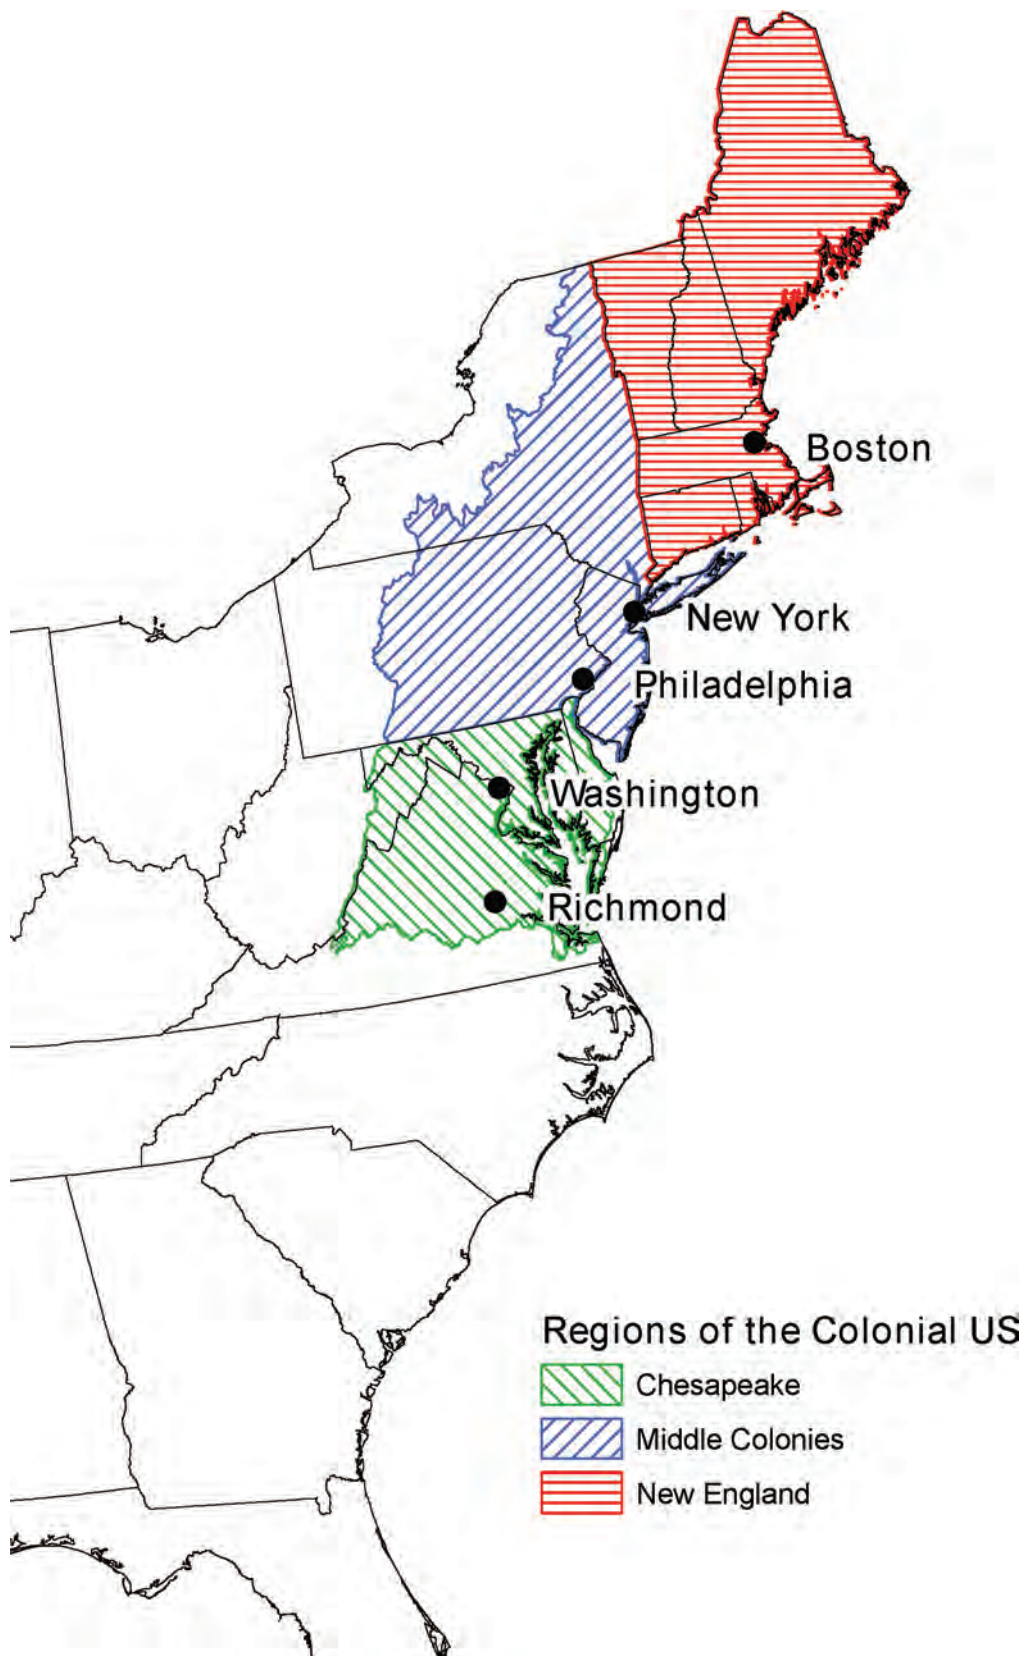 Boston
New York
Philadelphia
Washington
Richmond
Regions of the Colonial US
Chesapeake
Middle Colonies
New England